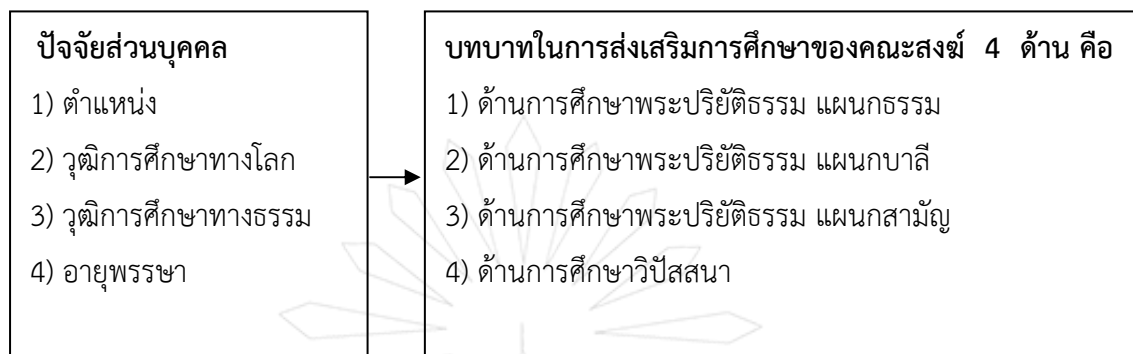 ปัจจัยส่วนบุคคล
1) ตำแหน่ง
2) วุฒิการศึกษาทางโลก
3) วุฒิการศึกษาทางธรรม
4) อายุพรรษา
บทบาทในการส่งเสริมการศึกษาของคณะสงฆ์ 4 ด้าน คือ
1) ด้านการศึกษาพระปริยัติธรรม แผนกธรรม
2) ด้านการศึกษาพระปริยัติธรรม แผนกบาลี
3) ด้านการศึกษาพระปริยัติธรรม แผนกสามัญ
4) ด้านการศึกษาวิปัสสนา